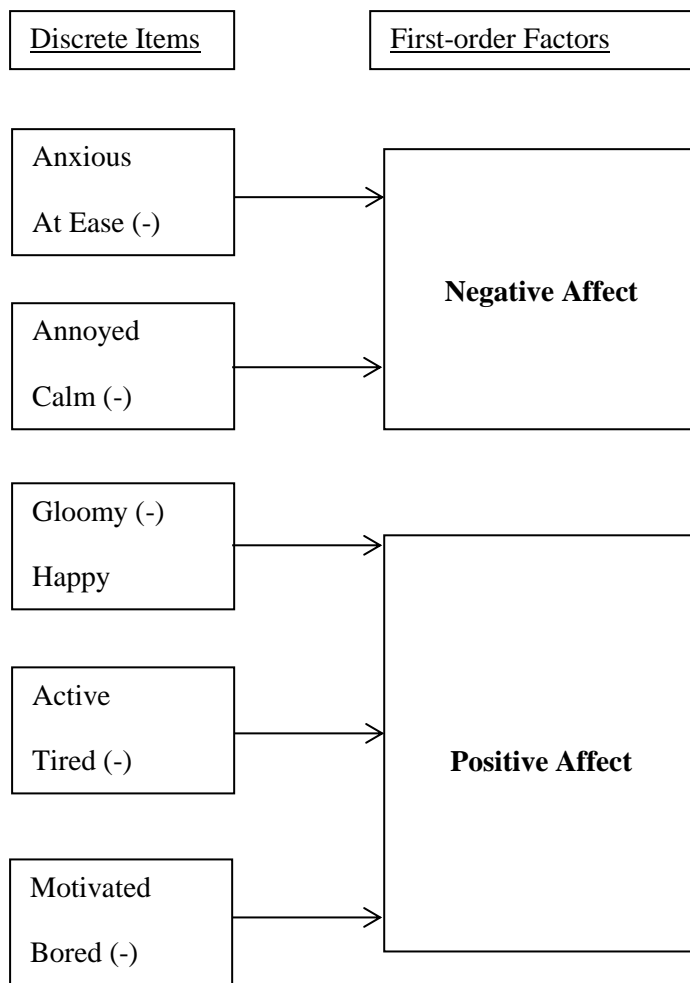 Discrete Items
First-order Factors
Anxious
At Ease (-)
Negative Affect
Annoyed
Calm (-)
Gloomy (-)
Happy
Active
Tired (-)
Positive Affect
Motivated
Bored (-)